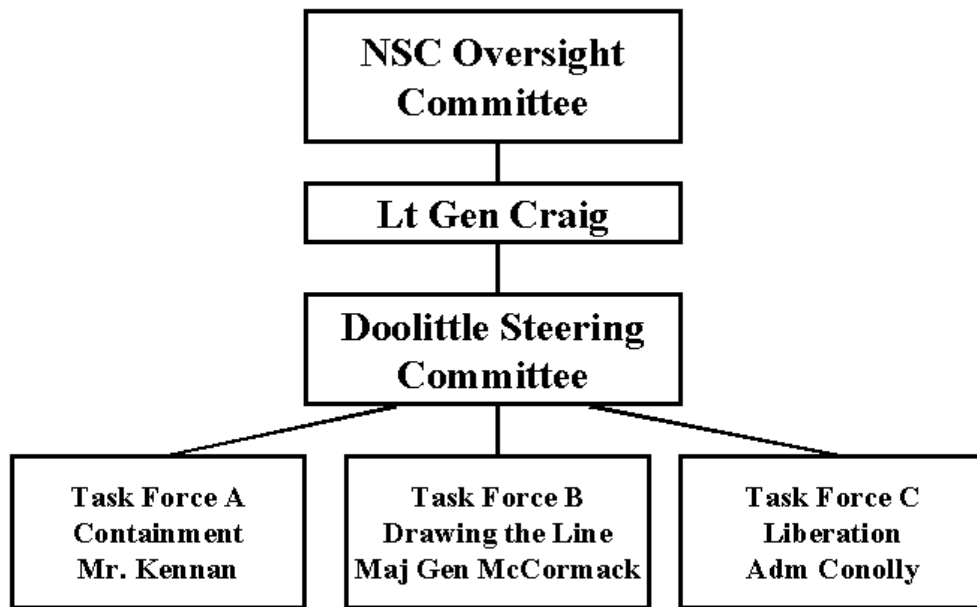 NSC Oversight
Committee
Lt Gen Craig
Doolittle Steering
Committee
Task Force A
Containment
Mr. Kennan
Task Force B
Drawing the Line
Maj Gen McCormack
Task Force C
Liberation
Adm Conolly